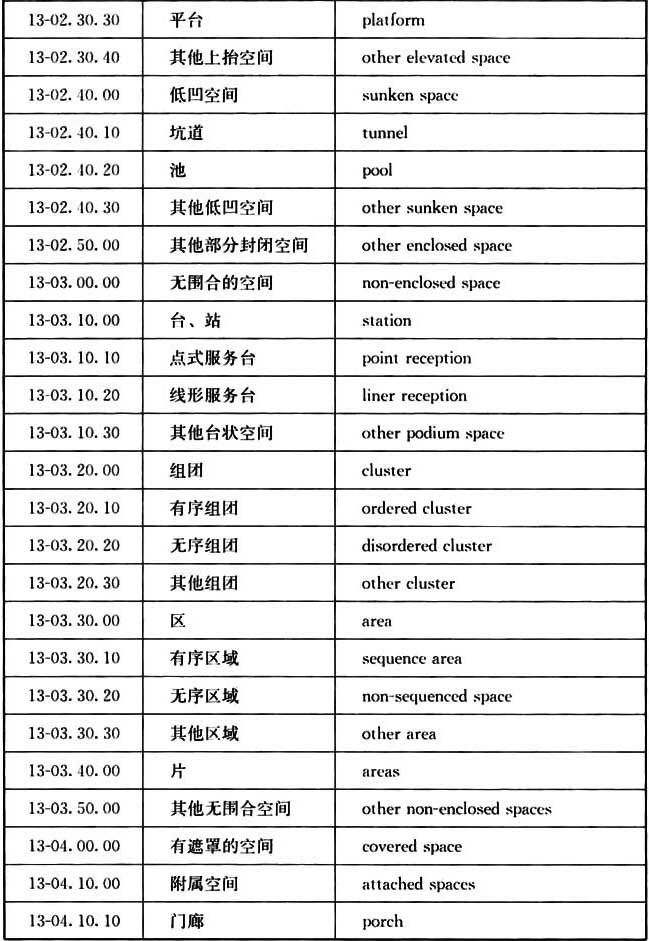 13-02.30.30 平台 platform
13-02.30.40 其他上抬空间 other elevated space
13-02.40.00 低凹空间 sunken space
13-02.40.10 坑道 tunnel
13-02.40.20 池 pool
13-02.40.30 其他低凹空间 other sunken space
13-02.50.00 其他部分封闭空间 other enclosed space
13-03.00.00 无围合的空间 non-enclosed space
13-03.10.00 台、站 station
13-03.10.10 点式服务台 point reception
13-03.10.20 线形服务台 liner reception
13-03.10.30 其他台状空间 other podium space
13-03.20.00 组团 cluster
13-03.20.10 有序组团 ordered cluster
13-03.20.20 无序组团 disordered cluster
13-03.20.30 其他组团 other cluster
13-03.30.00 区 area
13-03.30.10 有序区域 sequence area
13-03.30.20 无序区域 non-sequenced space
13-03.30.30 其他区域 other area
13-03.40.00 片 areas
13-03.50.00 其他无围合空间 other non-enclosed spaces
13-04.00.00 有遮罩的空间 covered space
13-04.10.00 附属空间 attached spaces
13-04.10.10 门廊 porch